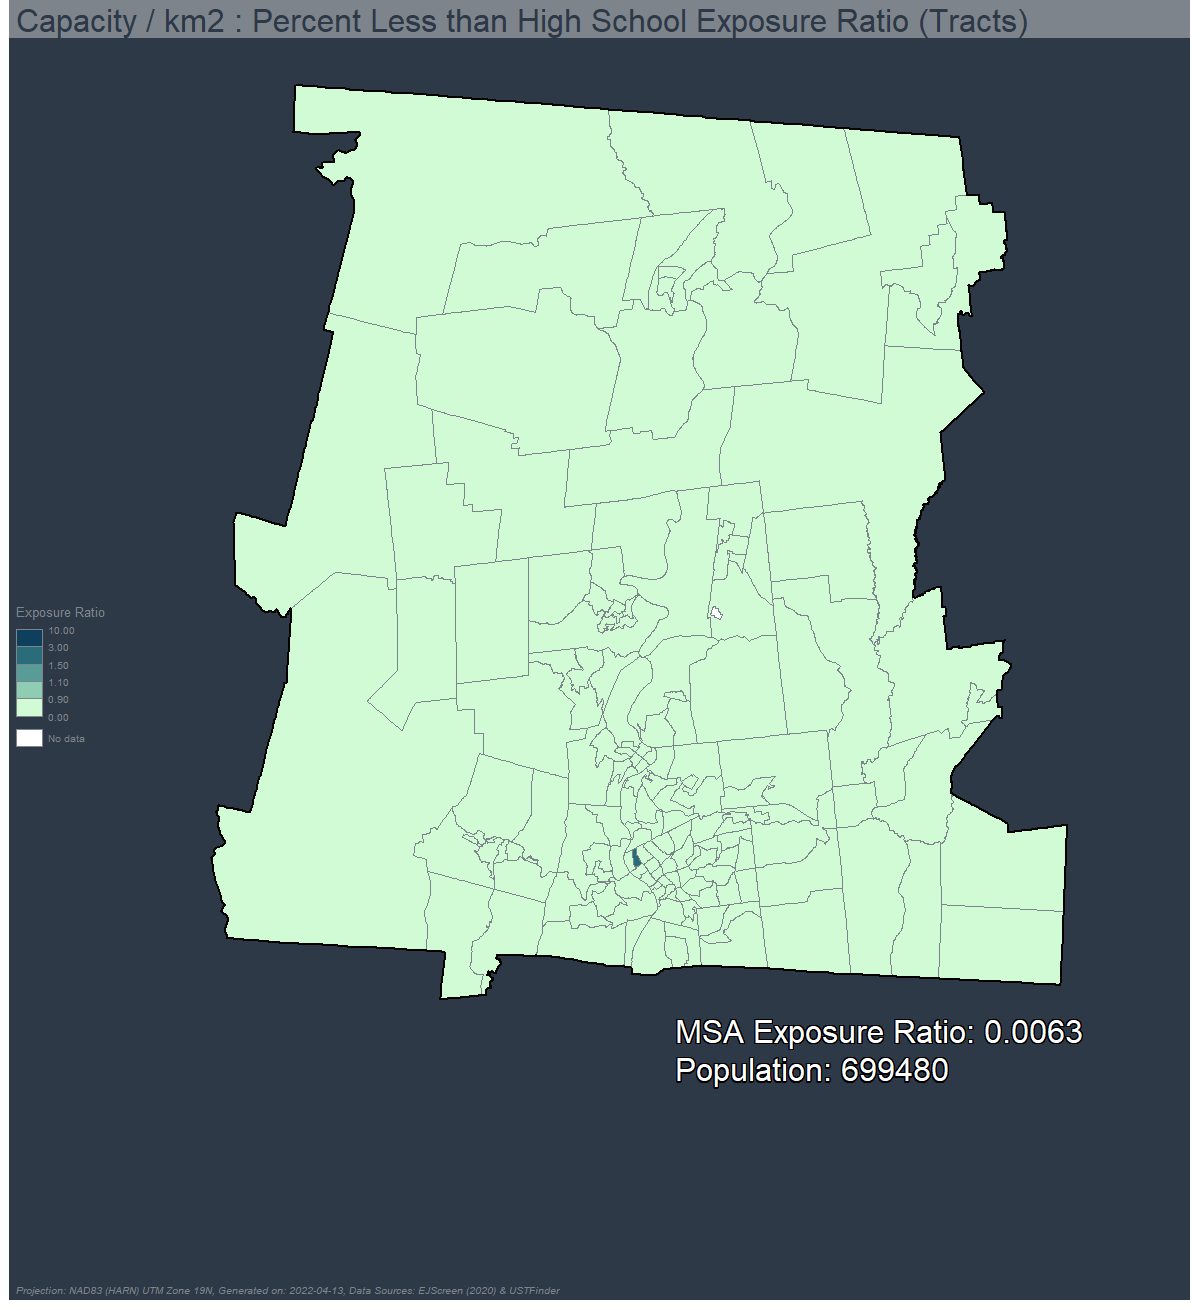 Capacity / km2 : Percent Less than High School Exposure Ratio (Tracts)
Exposure Ratio
10.00
3.00
1.50
1.10
0.90
0.00
No data
MSA Exposure Ratio: 0.0063
Population: 699480
Projection: NAD83 (HARN) UTM Zone 19N, Generated on: 2022-04-13, Data Sources: EJScreen (2020) & USTFinder